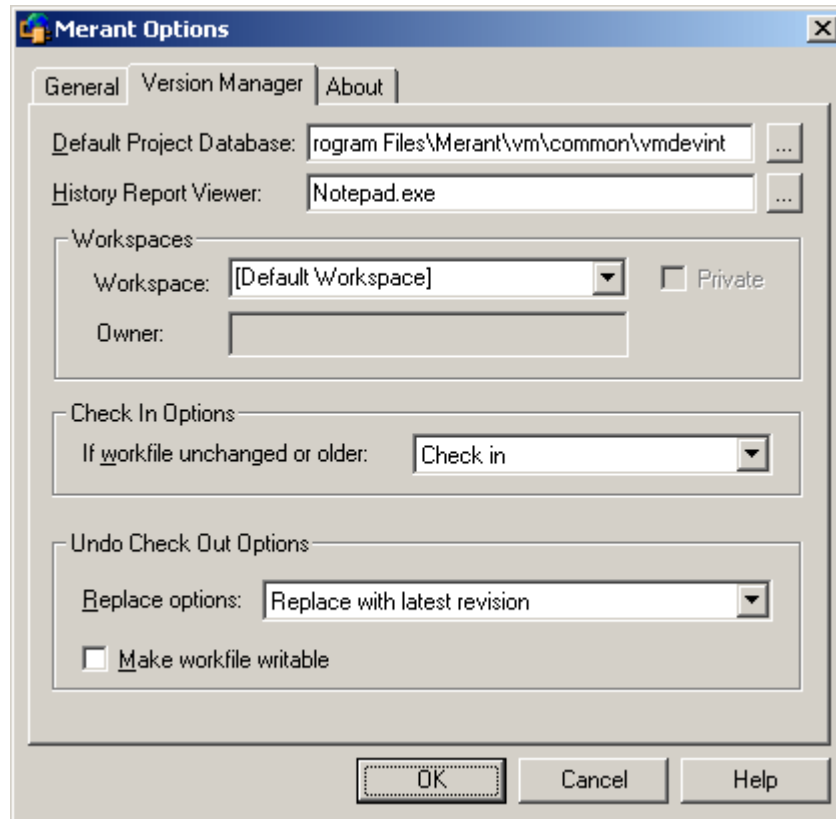 Merant Options
General Version Manager About
Default Project Database: rogram Files\Merant\vm\common\vmdevint ...
History Report Viewer: Notepad.exe ...
Workspaces
Workspace: [Default Workspace] Private
Owner:
Check In Options
If workfile unchanged or older: Check in
Undo Check Out Options
Replace options: Replace with latest revision
Make workfile writable
OK Cancel Help